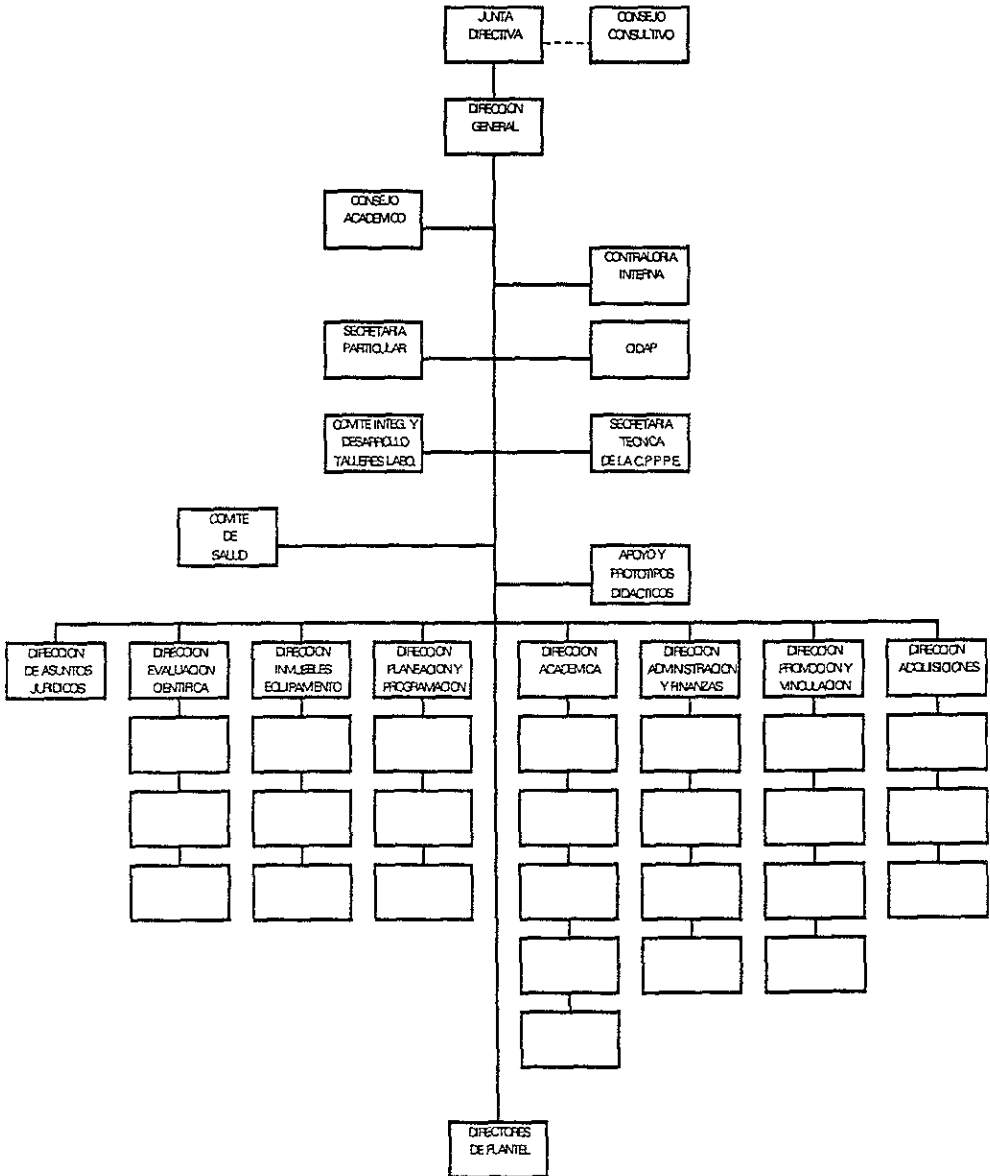 JUNTA
DIRECTIVA
CONSEJO
CONSULTIVO
DIRECCION
GENERAL
CONSEJO
ACADEMICO
CONTRALORIA
INTERNA
SECRETARIA
PARTICULAR
CIDAP
COMITE INTEG. Y
DESARROLLO
TALLERES LABO.
SECRETARIA
TECNICA
DE LA C.P.P.P.E.
COMITE
DE
SALUD
APOYO Y
PROTOTIPOS
DIDACTICOS
DIRECCION
DE ASUNTOS
JURIDICOS
DIRECCION
EVALUACION
CIENTIFICA
DIRECCION
INMUEBLES
EQUIPAMENTO
DIRECCION
PLANEACION Y
PROGRAMACION
DIRECCION
ACADEMICA
DIRECCION
ADMINISTRACION
Y FINANZAS
DIRECCION
PROMOCION Y
VINCULACION
DIRECCION
ADQUISICIONES
DIRECTORES
DE PLANTEL